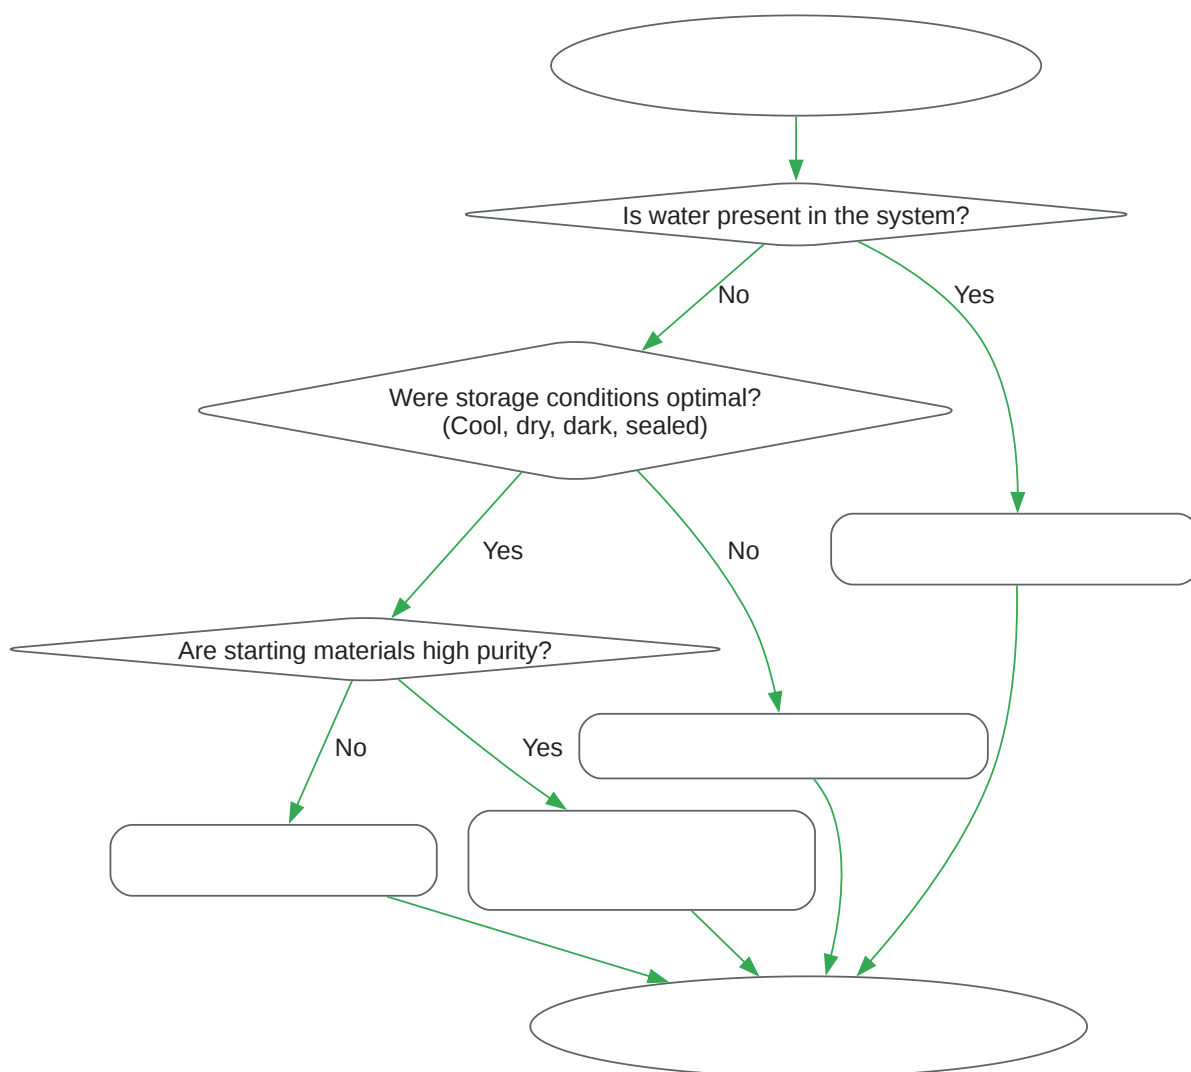 Is water present in the system?
No
Yes
Were storage conditions optimal?
(Cool, dry, dark, sealed)
Yes
No
Are starting materials high purity?
No
Yes